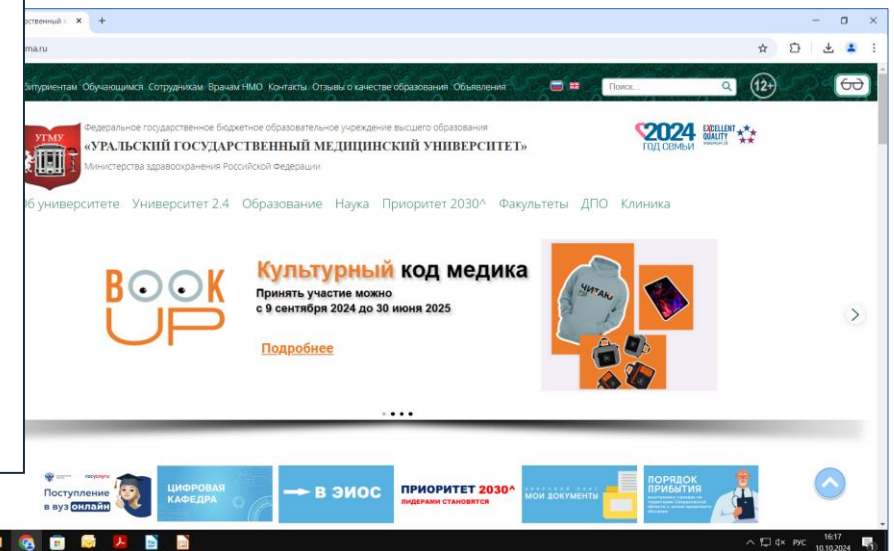 рственный
ma.ru
битуриентам Обучающимся Сотрудникам Врачам НМО Контакты Отзывы о качестве образования Объявления
Поиск...
12+
УГМУ
Федеральное государственное бюджетное образовательное учреждение высшего образования
«УРАЛЬСКИЙ ГОСУДАРСТВЕННЫЙ МЕДИЦИНСКИЙ УНИВЕРСИТЕТ»
Министерства здравоохранения Российской Федерации
2024
ГОД СЕМЬИ
EXCELLENT
QUALITY
Об университете Университет 2.4 Образование Наука Приоритет 2030^ Факультеты ДПО Клиника
BOOK
UP
Культурный код медика
Принять участие можно
с 9 сентября 2024 до 30 июня 2025
Подробнее
ЧИТАЮ
госуслуги
Поступление
в вуз онлайн
ЦИФРОВАЯ
КАФЕДРА
В ЭИОС
ПРИОРИТЕТ 2030^
ЛИДЕРАМИ СТАНОВЯТСЯ
МОИ ДОКУМЕНТЫ
ПОРЯДОК
ПРИБЫТИЯ
РУС
16:17
10.10.2024